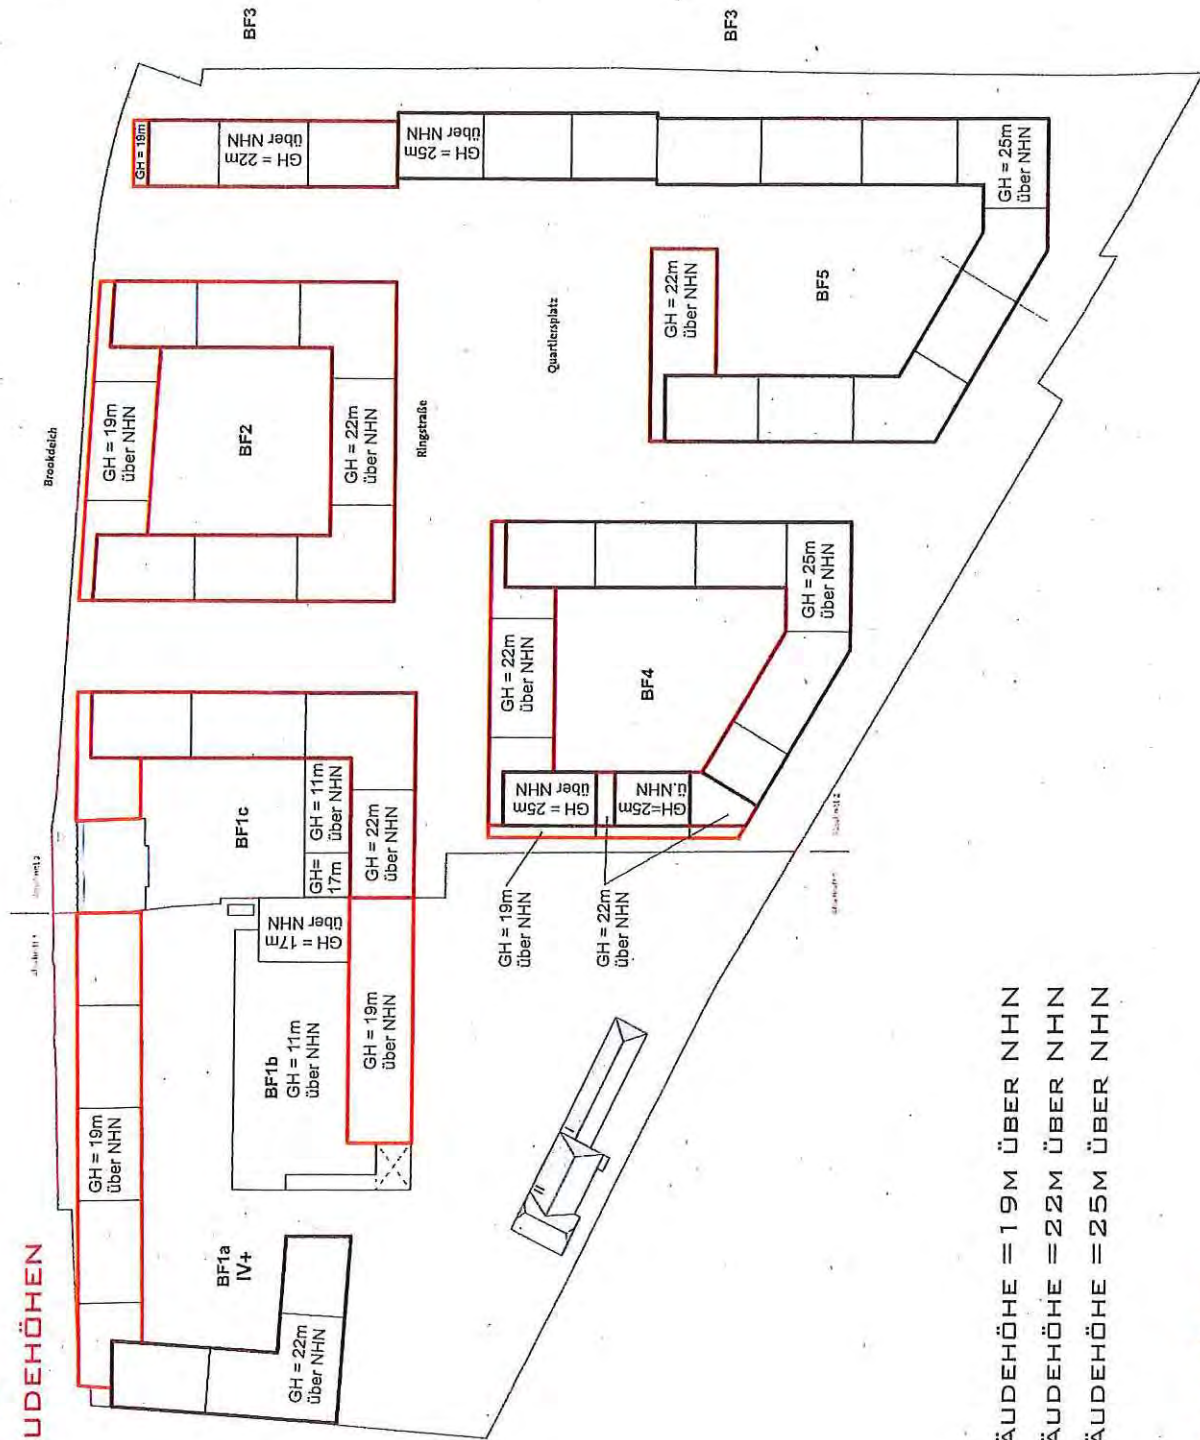 UDEHÖHEN
BF3
BF3
Brookdeich
GH = 19m
GH = 22m
über NHN
GH = 25m
über NHN
GH = 25m
über NHN
GH = 22m
über NHN
BF5
Quartiersplatz
GH = 19m
über NHN
BF2
GH = 22m
über NHN
Ringstraße
GH = 22m
über NHN
BF4
GH = 25m
über NHN
GH = 25m
über NHN
GH=25m
ü.NHN
GH = 19m
über NHN
GH = 22m
über NHN
BF1c
GH = 11m
über NHN
GH=
17m
GH = 22m
über NHN
GH = 17m
über NHN
BF1b
GH = 11m
über NHN
GH = 19m
über NHN
GH = 19m
über NHN
BF1a
IV+
GH = 22m
über NHN
II
I
ÄUDEHÖHE =19M ÜBER NHN
ÄUDEHÖHE =22M ÜBER NHN
ÄUDEHÖHE =25M ÜBER NHN